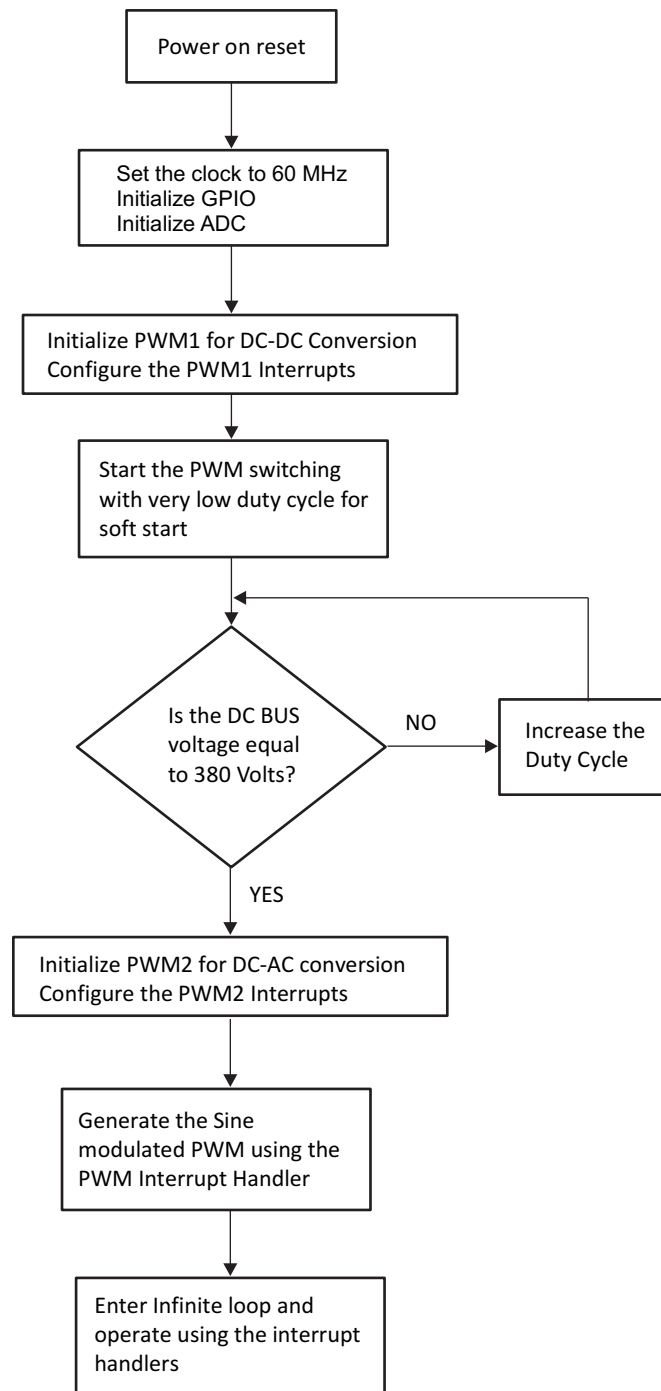 Power on reset
Set the clock to 60 MHz
Initialize GPIO
Initialize ADC
Initialize PWM1 for DC-DC Conversion
Configure the PWM1 Interrupts
Start the PWM switching
with very low duty cycle for
soft start
Is the DC BUS
voltage equal
to 380 Volts?
NO
Increase the
Duty Cycle
YES
Initialize PWM2 for DC-AC conversion
Configure the PWM2 Interrupts
Generate the Sine
modulated PWM using the
PWM Interrupt Handler
Enter Infinite loop and
operate using the interrupt
handlers